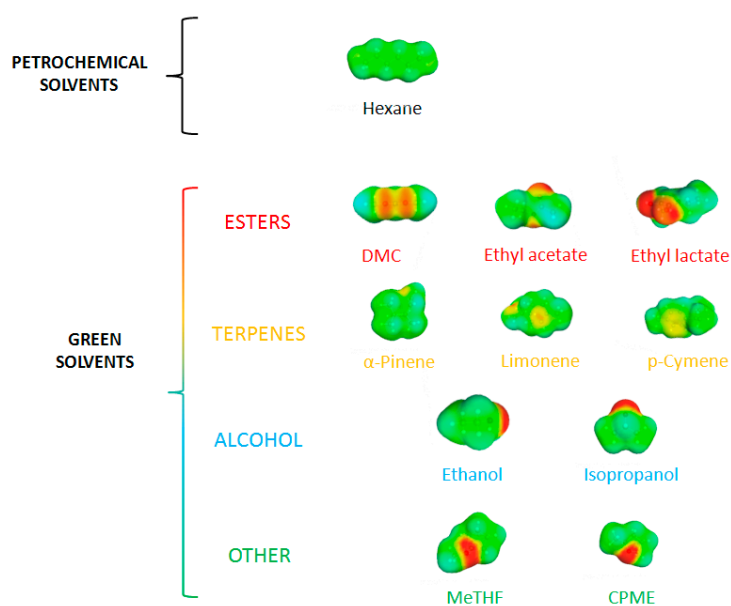 PETROCHEMICAL
SOLVENTS
Hexane
ESTERS
DMC
Ethyl acetate
Ethyl lactate
GREEN
SOLVENTS
TERPENES
α-Pinene
Limonene
p-Cymene
ALCOHOL
Ethanol
Isopropanol
OTHER
MeTHF
CPME